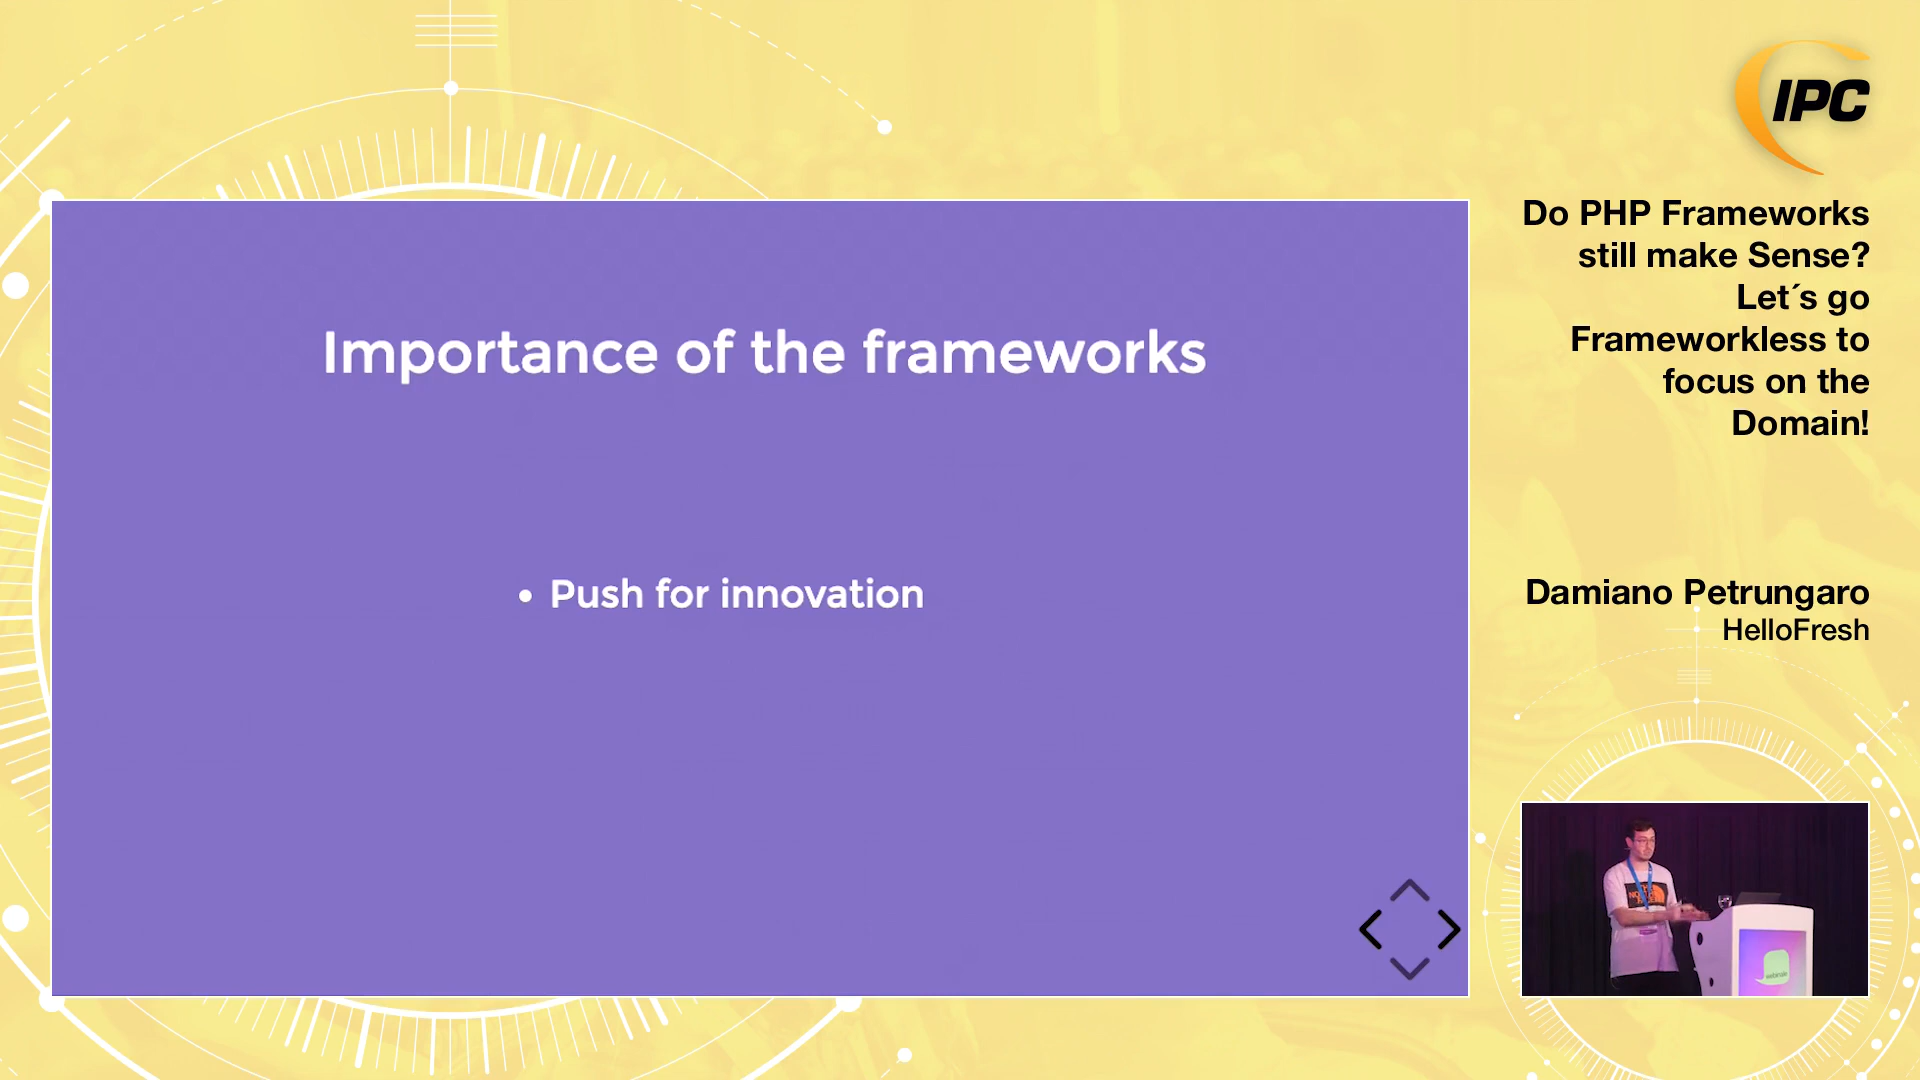 IPC
Do PHP Frameworks
still make Sense?
Let´s go
Frameworkless to
focus on the
Domain!
Importance of the frameworks
• Push for innovation
Damiano Petrungaro
HelloFresh
webinale